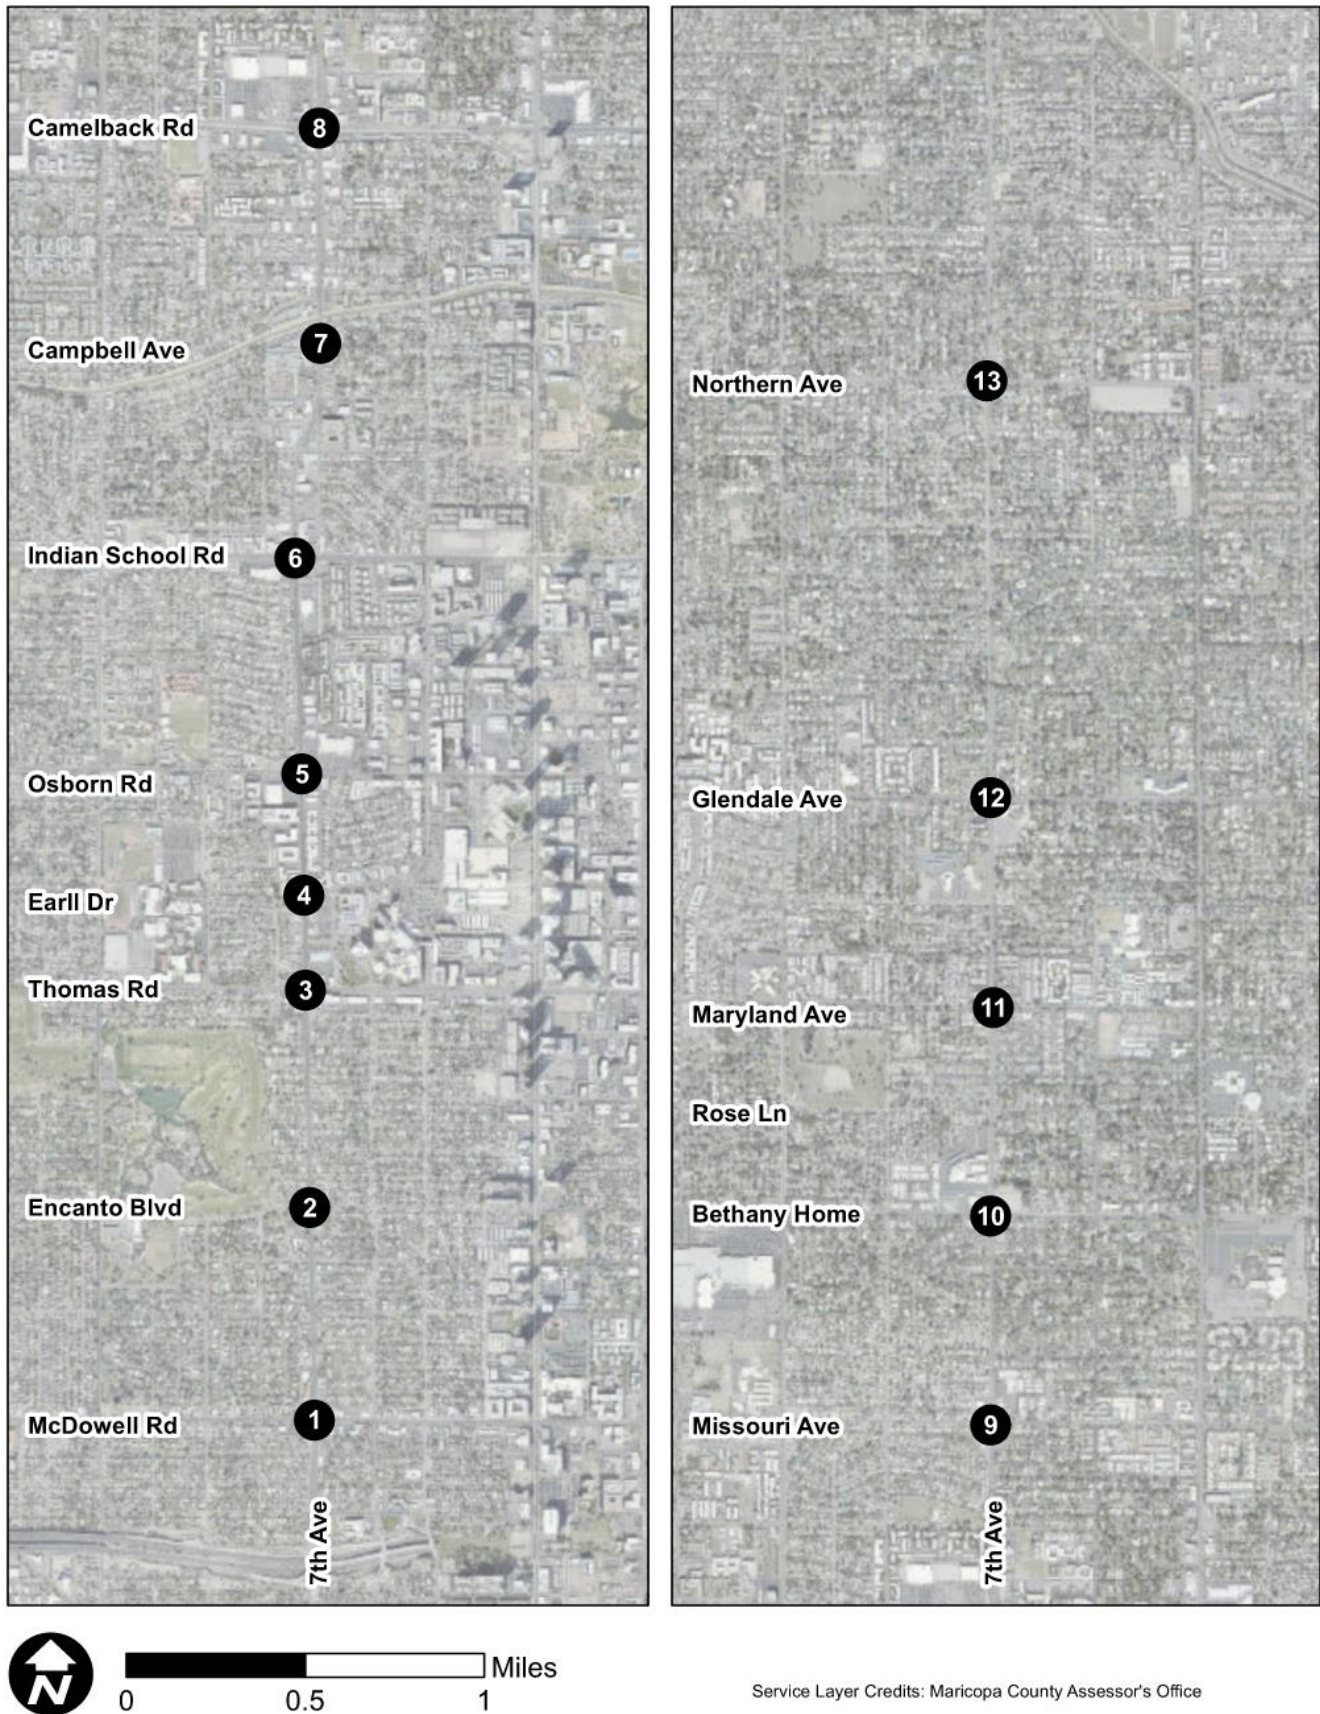 Camelback Rd
8
Campbell Ave
7
Indian School Rd
6
Osborn Rd
5
Earll Dr
4
Thomas Rd
3
Encanto Blvd
2
McDowell Rd
1
7th Ave
Northern Ave
13
Glendale Ave
12
Maryland Ave
11
Rose Ln
Bethany Home
10
Missouri Ave
9
7th Ave
N
Miles
0 0.5 1
Service Layer Credits: Maricopa County Assessor's Office